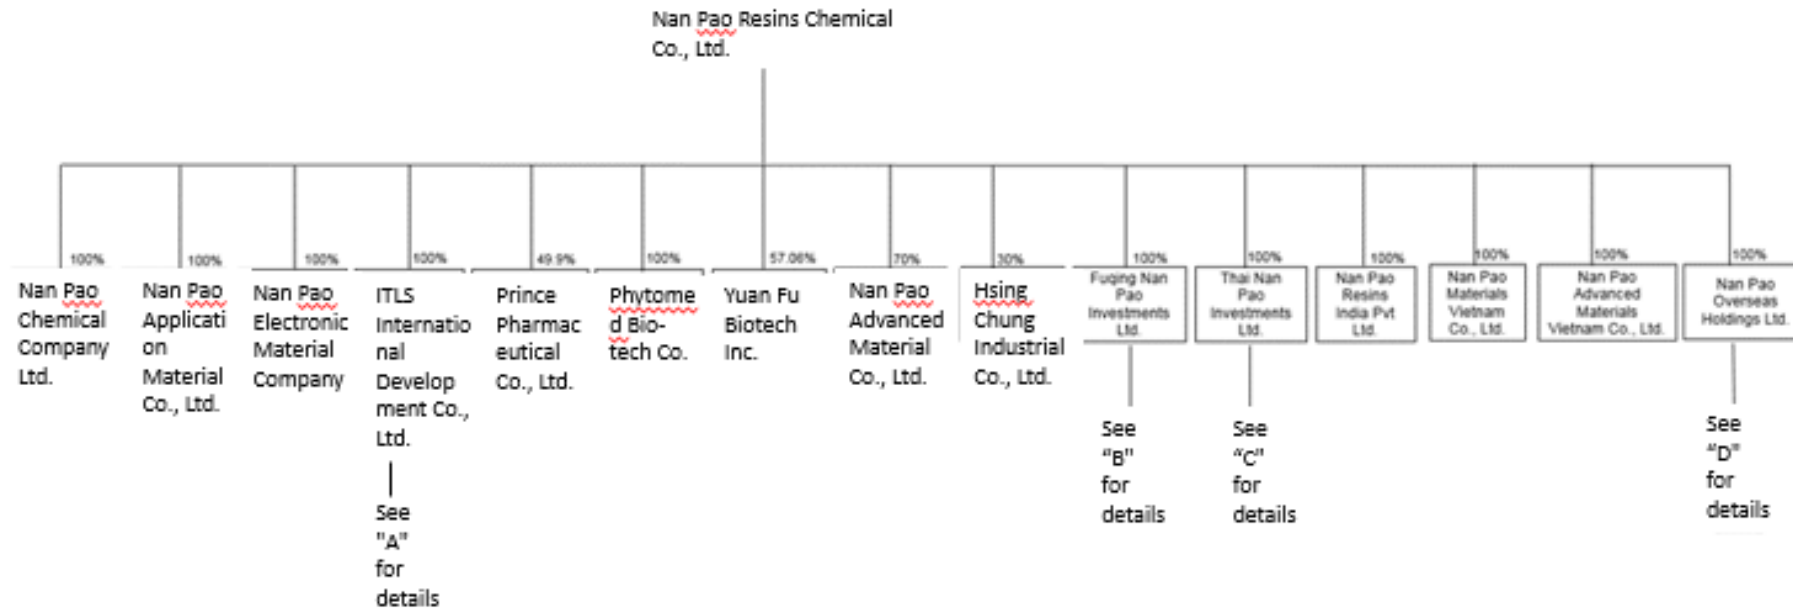 Nan Pao Resins Chemical
Co., Ltd.
100%
100%
100%
100%
49.9%
100%
57.06%
70%
30%
100%
100%
100%
100%
100%
100%
Nan Pao
Chemical
Company
Ltd.
Nan Pao
Applicati
on
Material
Co., Ltd.
Nan Pao
Electronic
Material
Company
ITLS
Internatio
nal
Develop
ment Co.,
Ltd.
See
"A"
for
details
Prince
Pharmac
eutical
Co., Ltd.
Phytome
d Bio-
tech Co.
Yuan Fu
Biotech
Inc.
Nan Pao
Advanced
Material
Co., Ltd.
Hsing
Chung
Industrial
Co., Ltd.
Fuqing Nan
Pao
Investments
Ltd.
See
“B”
for
details
Thai Nan
Pao
Investments
Ltd.
See
“C”
for
details
Nan Pao
Resins
India Pvt
Ltd.
Nan Pao
Materials
Vietnam
Co., Ltd.
Nan Pao
Advanced
Materials
Vietnam Co., Ltd.
Nan Pao
Overseas
Holdings Ltd.
See
“D”
for
details